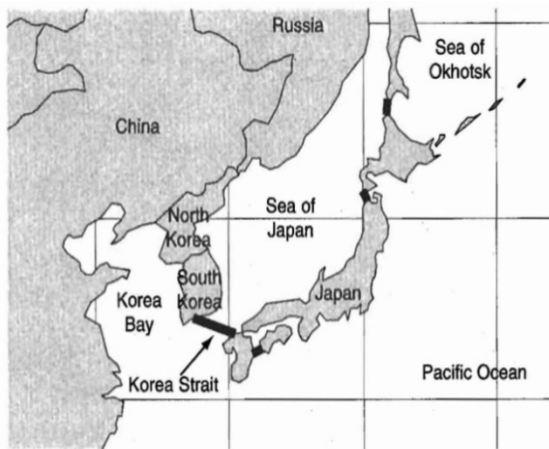 Russia
Sea of
Okhotsk
China
North
Korea
Sea of
Japan
South
Korea
Japan
Korea
Bay
Korea Strait
Pacific Ocean